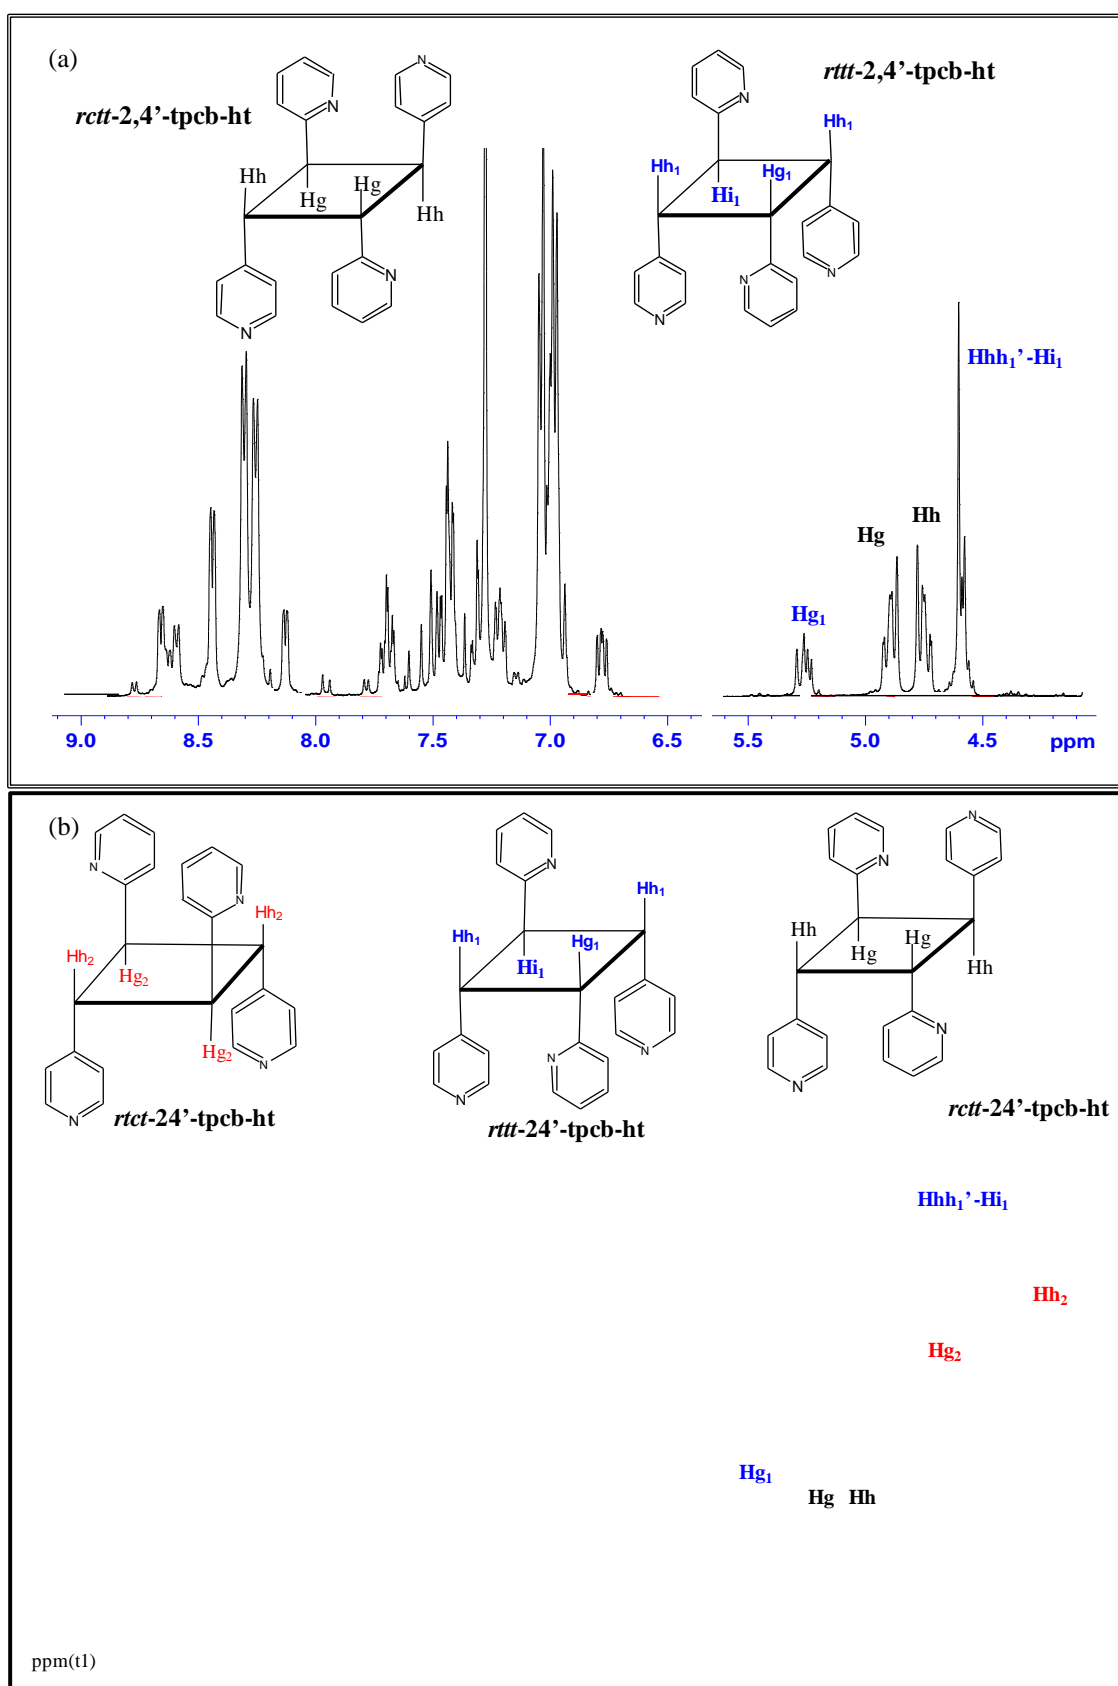 (a)
rctt-2,4’-tpcb-ht
rttt-2,4’-tpcb-ht
N
N
N
N
Hh
Hg
Hg
Hh
N
Hh₁
Hh₁
Hg₁
Hi₁
N
N
N
Hhh₁’-Hi₁
Hh
Hg
Hg₁
9.0 8.5 8.0 7.5 7.0 6.5 5.5 5.0 4.5 ppm
(b)
N
N
Hh₂
Hh₂
Hg₂
Hg₂
N
N
rtct-24’-tpcb-ht
N
Hh₁
Hh₁
Hg₁
Hi₁
N
N
N
rttt-24’-tpcb-ht
N
N
Hh
Hg
Hg
Hh
N
N
rctt-24’-tpcb-ht
Hhh₁’-Hi₁
Hh₂
Hg₂
Hg₁
Hg Hh
ppm(t1)